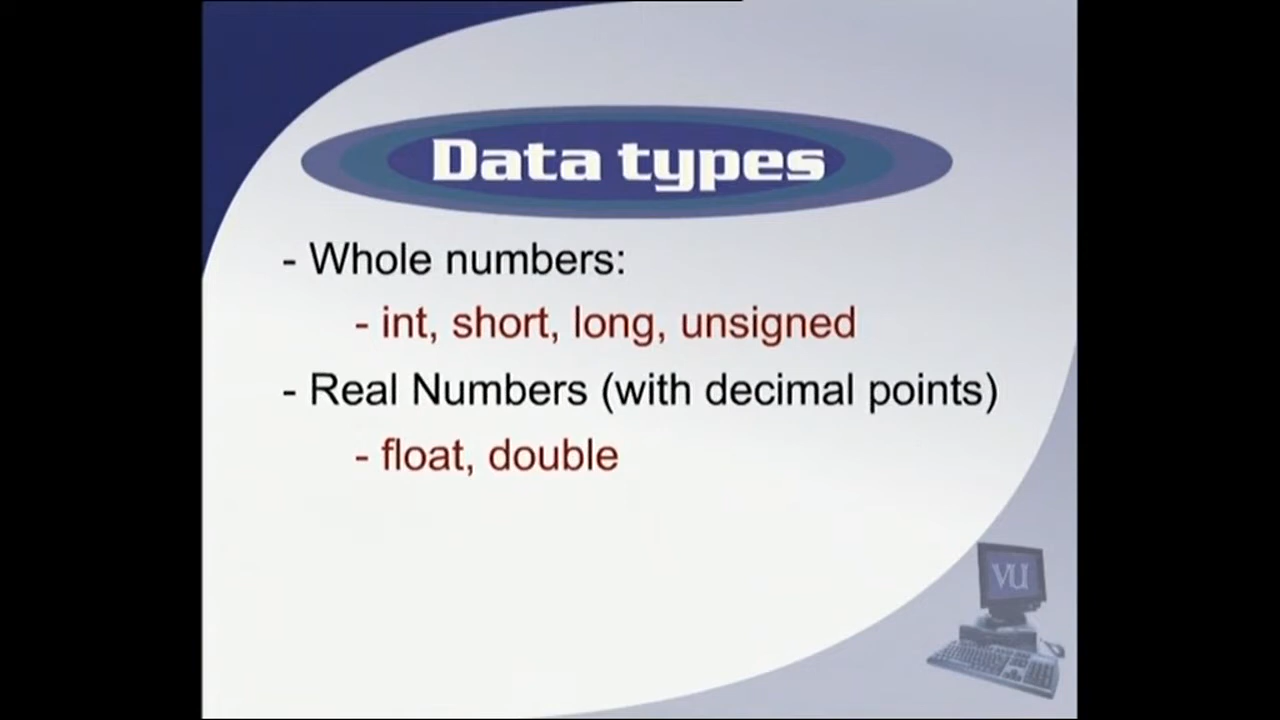 Data types
- Whole numbers:
- int, short, long, unsigned
- Real Numbers (with decimal points)
- float, double
VU